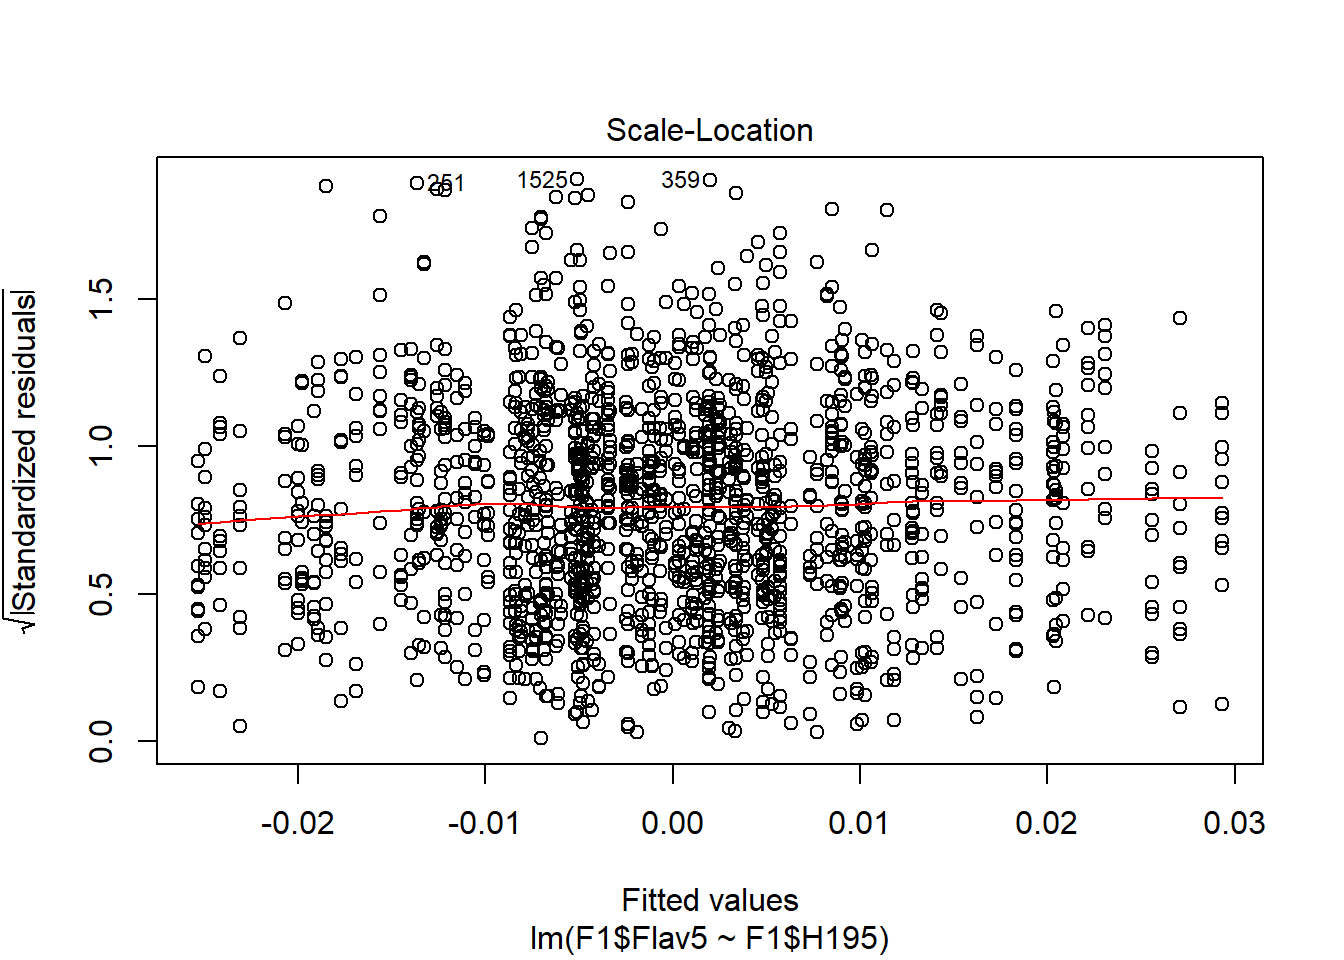 Scale-Location
251
1525
359
√|Standardized residuals|
1.5
1.0
0.5
0.0
-0.02 -0.01 0.00 0.01 0.02 0.03
Fitted values
lm(F1$Flav5 ~ F1$H195)